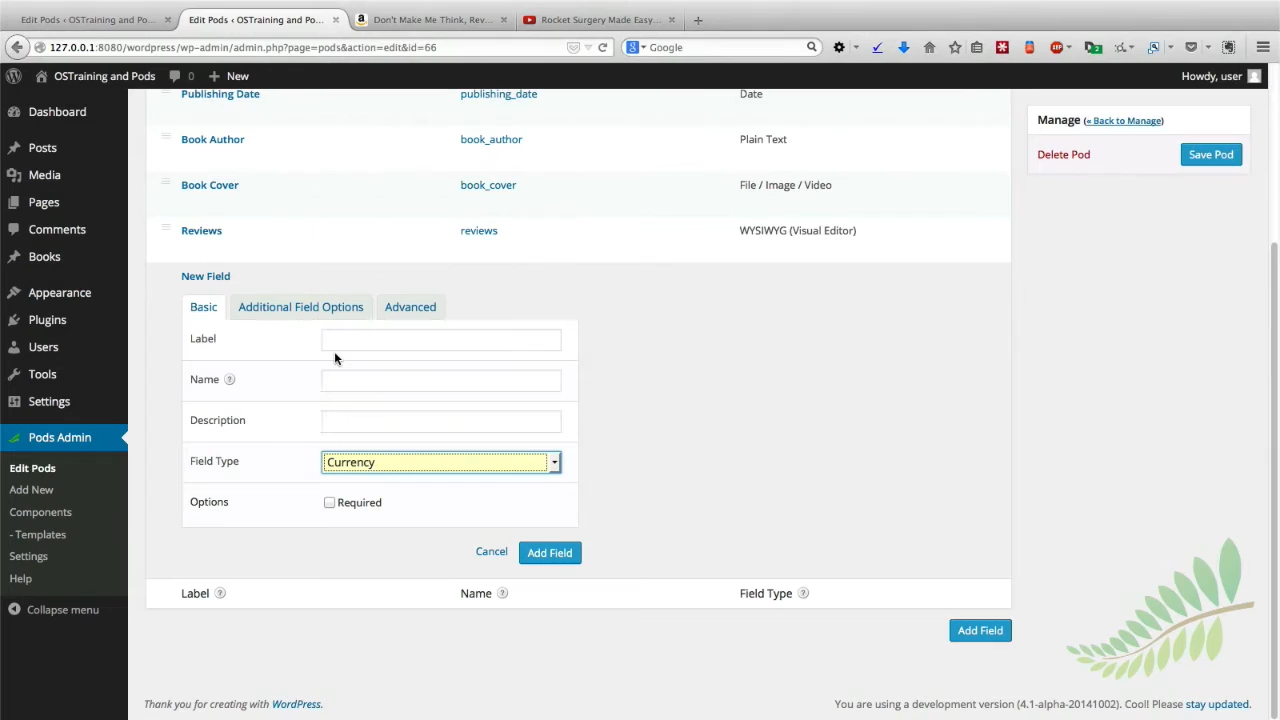 Edit Pods ‹ OSTraining and Po... × Edit Pods ‹ OSTraining and Po... × Don't Make Me Think, Rev... × Rocket Surgery Made Easy... × +
127.0.0.1:8080/wordpress/wp-admin/admin.php?page=pods&action=edit&id=66 Google
OSTraining and Pods 0 + New Howdy, user
Dashboard
Posts
Media
Pages
Comments
Books
Appearance
Plugins
Users
Tools
Settings
Pods Admin
Edit Pods
Add New
Components
- Templates
Settings
Help
Collapse menu
Publishing Date publishing_date Date
Book Author book_author Plain Text
Book Cover book_cover File / Image / Video
Reviews reviews WYSIWYG (Visual Editor)
New Field
Basic Additional Field Options Advanced
Label
Name ?
Description
Field Type Currency
Options Required
Cancel Add Field
Label ? Name ? Field Type ?
Add Field
Manage (« Back to Manage)
Delete Pod Save Pod
Thank you for creating with WordPress. You are using a development version (4.1-alpha-20141002). Cool! Please stay updated.